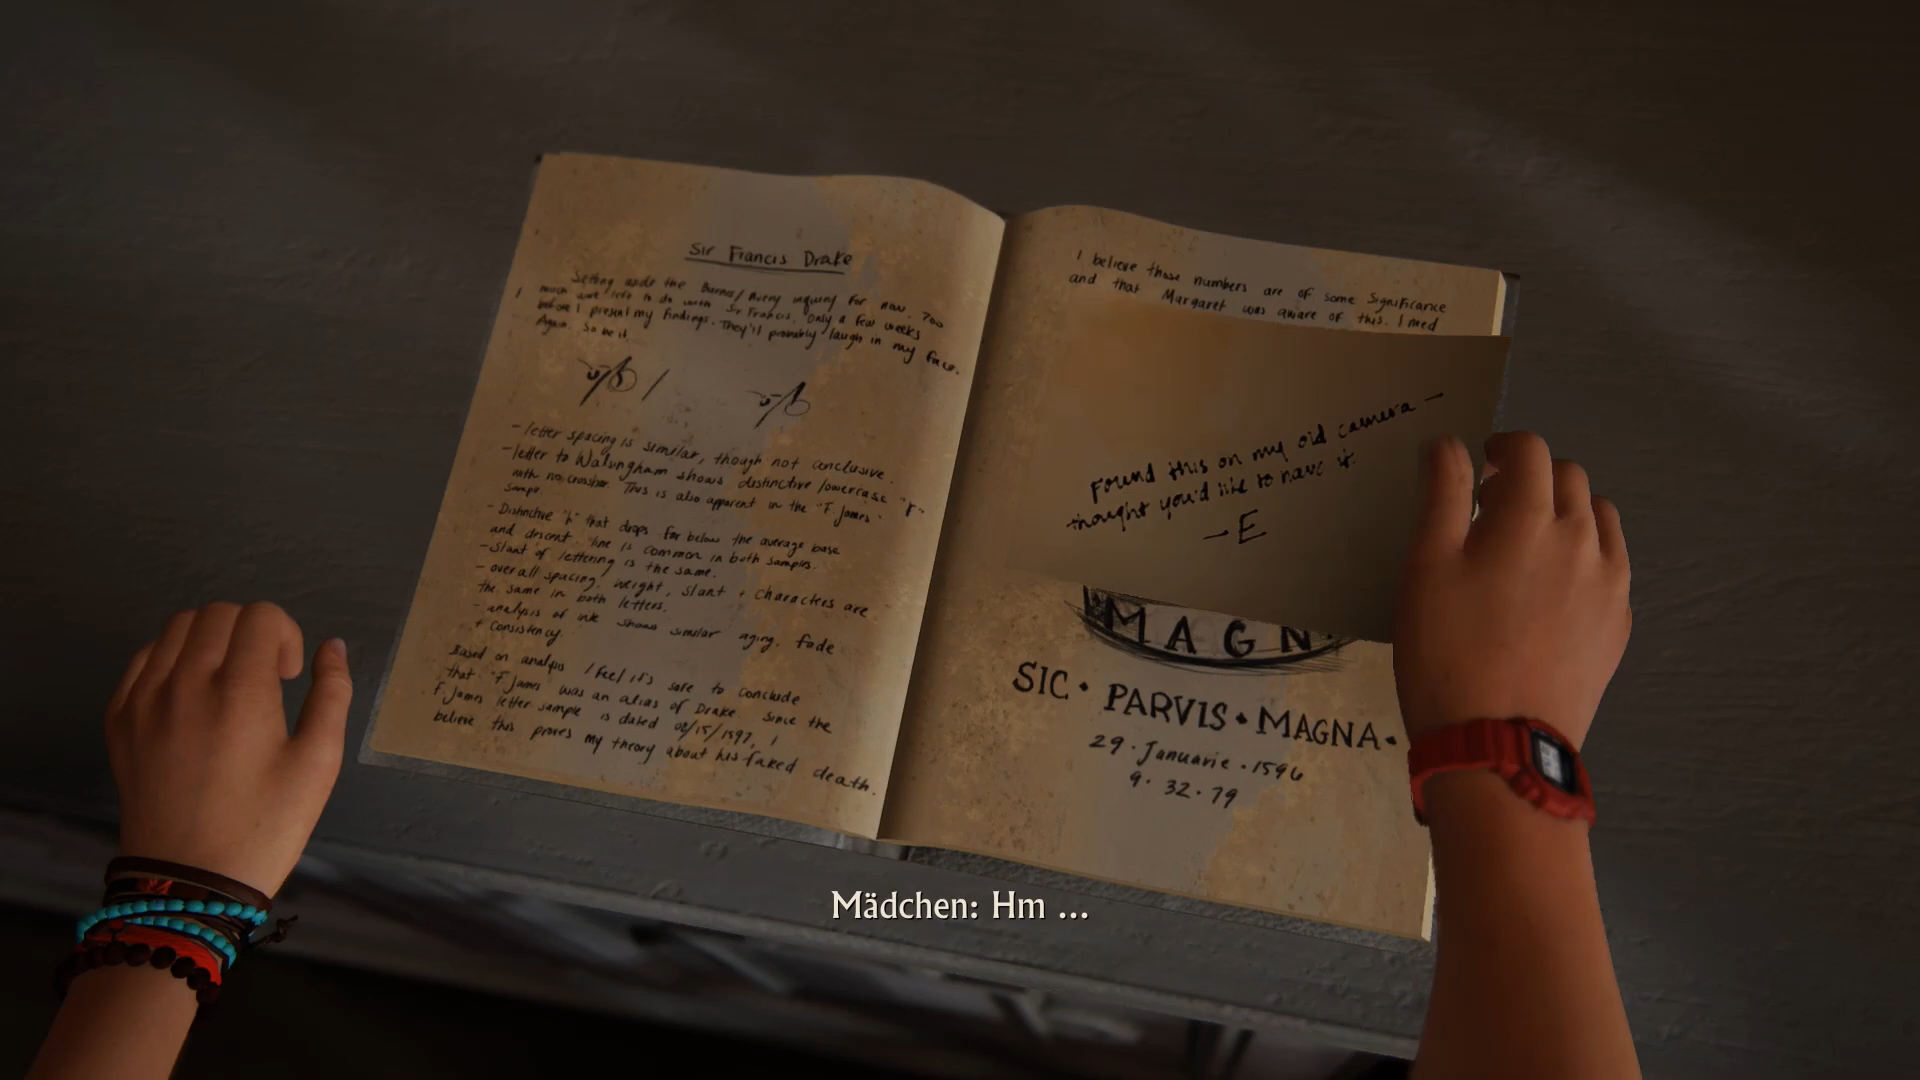 Sir Francis Drake
Setting aside the Burnes/Avery inquiry for now. Too
much work left to do with Sir Francis. Only a few weeks
before I present my findings. They'll probably laugh in my face.
Again. So be it.
- letter spacing is similar, though not conclusive.
- letter to Walsingham shows distinctive lowercase "r"
with no crossbar. This is also apparent in the "F. James"
sample
- Distinctive "h" that drops far below the average base
and descent line is common in both samples.
- Slant of lettering is the same.
- overall spacing, weight, slant + characters are
the same in both letters.
- analysis of ink shows similar aging, fade
+ consistency.
Based on analysis I feel it's safe to conclude
that "F. James" was an alias of Drake. Since the
F. James letter sample is dated 02/15/1597, I
believe this proves my theory about his faked death.
I believe those numbers are of some significance
and that Margaret was aware of this. I
Found this on my old camera —
thought you'd like to have it.
— E
MAGN
SIC • PARVIS • MAGNA •
29 · Januarie · 1596
9 · 32 · 79
Mädchen: Hm ...